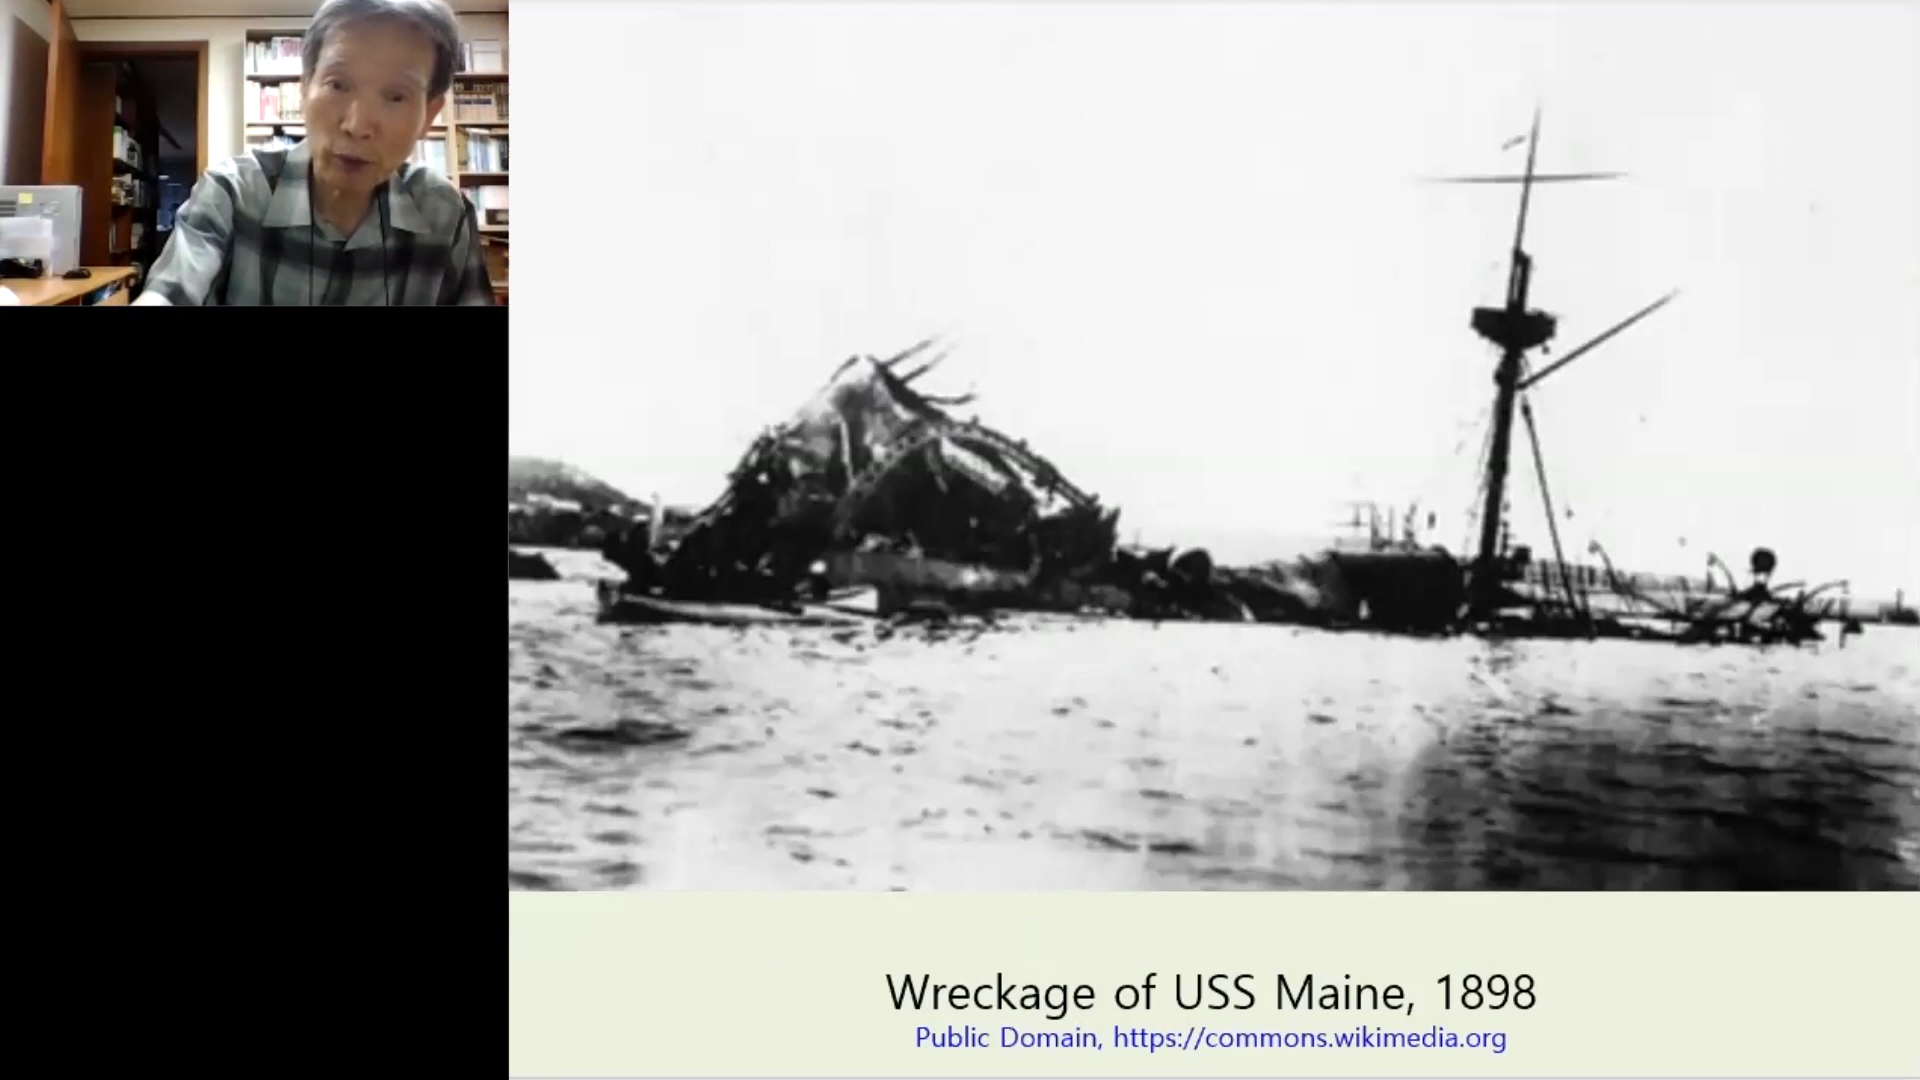 Wreckage of USS Maine, 1898
Public Domain, https://commons.wikimedia.org